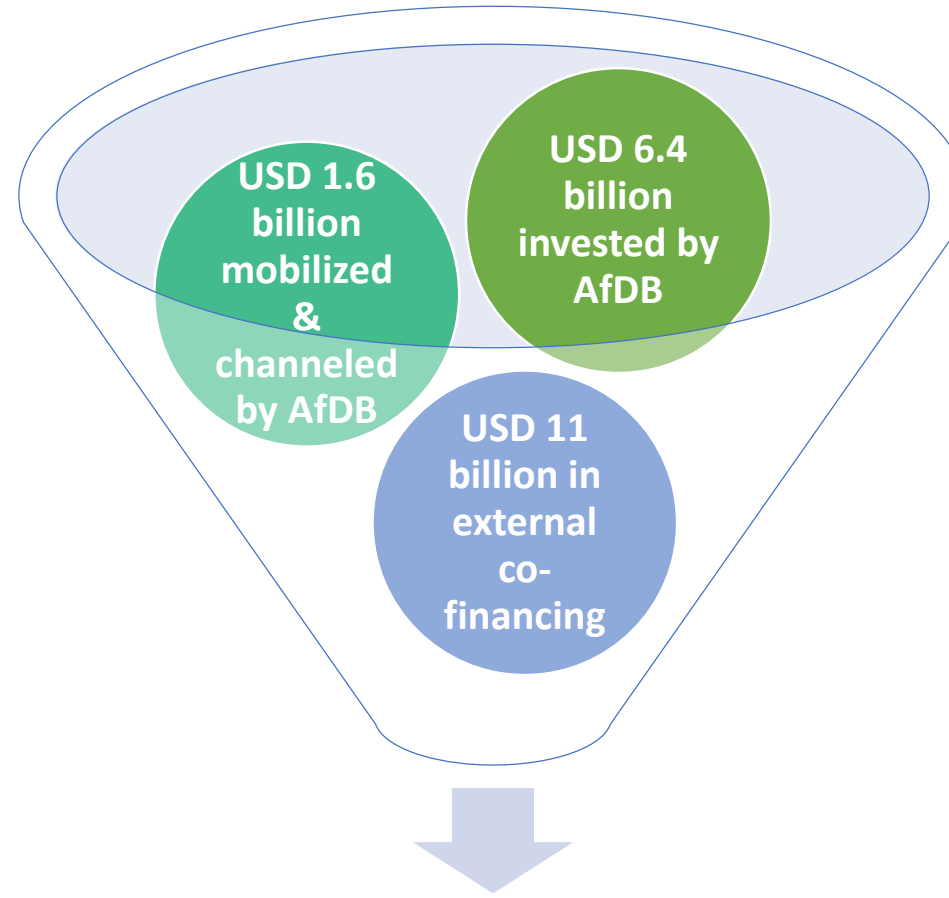 USD 1.6
billion
mobilized
&
channeled
by AfDB
USD 6.4
billion
invested by
AfDB
USD 11
billion in
external
co-
financing